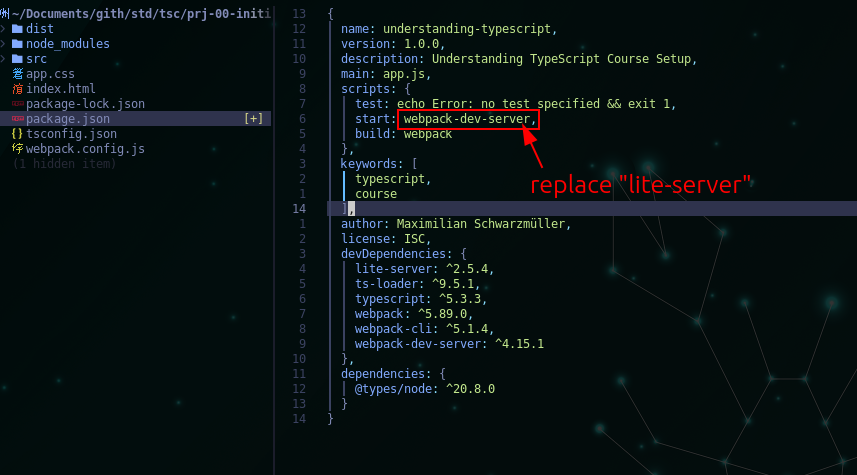 ~/Documents/gith/std/tsc/prj-00-initi
dist
node_modules
src
app.css
index.html
package-lock.json
package.json [+]
tsconfig.json
webpack.config.js
(1 hidden item)
13 {
12 name: understanding-typescript,
11 version: 1.0.0,
10 description: Understanding TypeScript Course Setup,
9 main: app.js,
8 scripts: {
7 test: echo Error: no test specified && exit 1,
6 start: webpack-dev-server,
5 build: webpack
4 },
3 keywords: [
2 typescript,
1 course
14 ],
1 author: Maximilian Schwarzmüller,
2 license: ISC,
3 devDependencies: {
4 lite-server: ^2.5.4,
5 ts-loader: ^9.5.1,
6 typescript: ^5.3.3,
7 webpack: ^5.89.0,
8 webpack-cli: ^5.1.4,
9 webpack-dev-server: ^4.15.1
10 },
11 dependencies: {
12 @types/node: ^20.8.0
13 }
14 }
replace "lite-server"